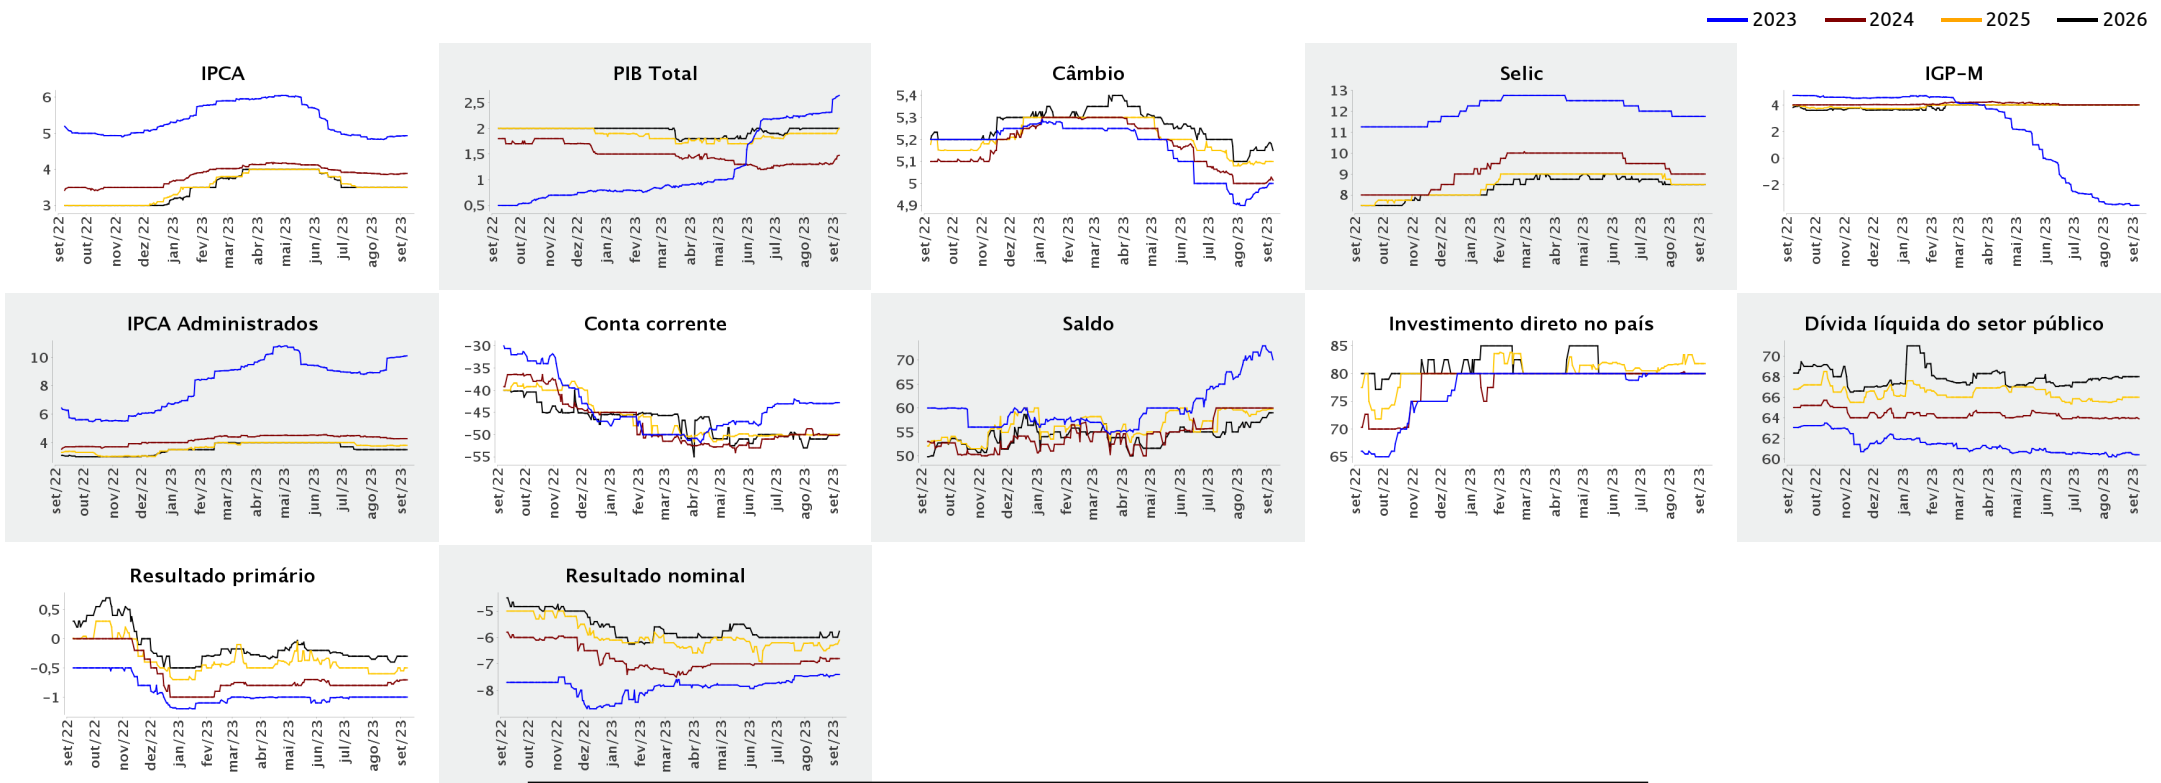 2023 2024 2025 2026
IPCA
6
5
4
3
set/22 out/22 nov/22 dez/22 jan/23 fev/23 mar/23 abr/23 mai/23 jun/23 jul/23 ago/23 set/23
PIB Total
2,5
2
1,5
1
0,5
set/22 out/22 nov/22 dez/22 jan/23 fev/23 mar/23 abr/23 mai/23 jun/23 jul/23 ago/23 set/23
Câmbio
5,4
5,3
5,2
5,1
5
4,9
set/22 out/22 nov/22 dez/22 jan/23 fev/23 mar/23 abr/23 mai/23 jun/23 jul/23 ago/23 set/23
Selic
13
12
11
10
9
8
set/22 out/22 nov/22 dez/22 jan/23 fev/23 mar/23 abr/23 mai/23 jun/23 jul/23 ago/23 set/23
IGP-M
4
2
0
-2
set/22 out/22 nov/22 dez/22 jan/23 fev/23 mar/23 abr/23 mai/23 jun/23 jul/23 ago/23 set/23
IPCA Administrados
10
8
6
4
set/22 out/22 nov/22 dez/22 jan/23 fev/23 mar/23 abr/23 mai/23 jun/23 jul/23 ago/23 set/23
Conta corrente
-30
-35
-40
-45
-50
-55
set/22 out/22 nov/22 dez/22 jan/23 fev/23 mar/23 abr/23 mai/23 jun/23 jul/23 ago/23 set/23
Saldo
70
65
60
55
50
set/22 out/22 nov/22 dez/22 jan/23 fev/23 mar/23 abr/23 mai/23 jun/23 jul/23 ago/23 set/23
Investimento direto no país
85
80
75
70
65
set/22 out/22 nov/22 dez/22 jan/23 fev/23 mar/23 abr/23 mai/23 jun/23 jul/23 ago/23 set/23
Dívida líquida do setor público
70
68
66
64
62
60
set/22 out/22 nov/22 dez/22 jan/23 fev/23 mar/23 abr/23 mai/23 jun/23 jul/23 ago/23 set/23
Resultado primário
0,5
0
-0,5
-1
set/22 out/22 nov/22 dez/22 jan/23 fev/23 mar/23 abr/23 mai/23 jun/23 jul/23 ago/23 set/23
Resultado nominal
-5
-6
-7
-8
set/22 out/22 nov/22 dez/22 jan/23 fev/23 mar/23 abr/23 mai/23 jun/23 jul/23 ago/23 set/23